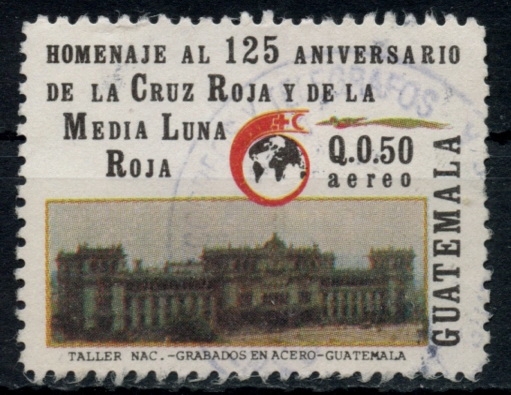 HOMENAJE AL 125 ANIVERSARIO
DE LA CRUZ ROJA Y DE LA
MEDIA LUNA
ROJA
Q.0.50
aereo
GUATEMALA
TALLER NAC.-GRABADOS EN ACERO-GUATEMALA